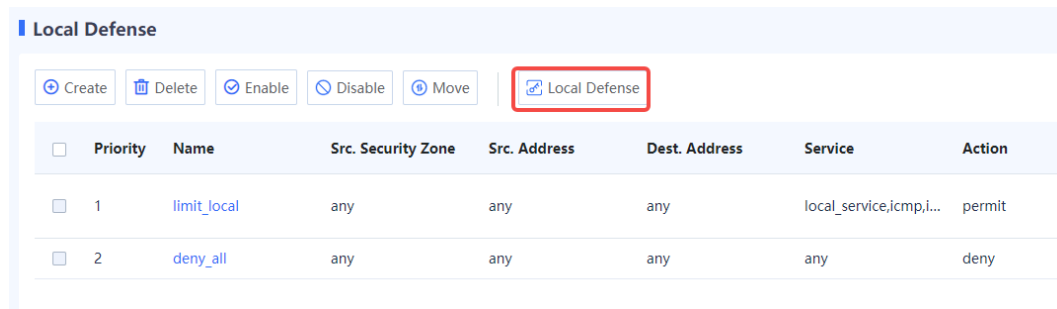 Local Defense
Create Delete Enable Disable Move Local Defense
Priority Name Src. Security Zone Src. Address Dest. Address Service Action
1 limit_local any any any local_service,icmp,i... permit
2 deny_all any any any any deny